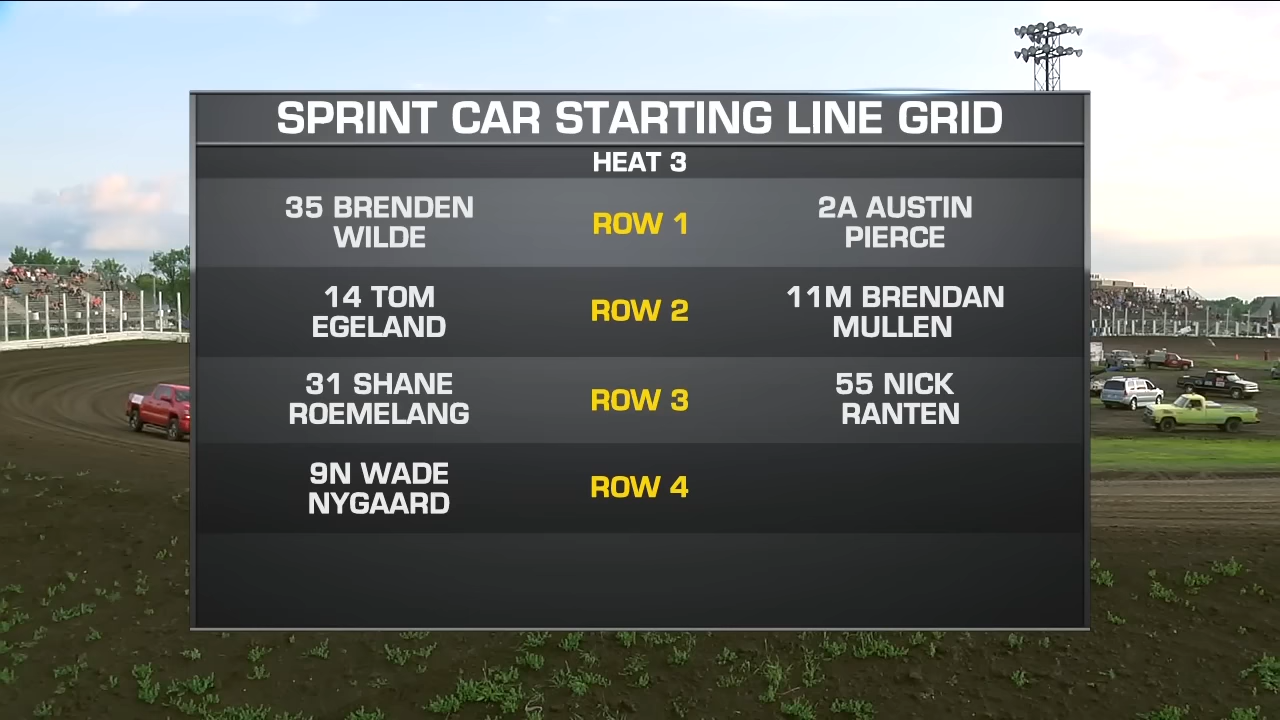 SPRINT CAR STARTING LINE GRID
HEAT 3
35 BRENDEN
WILDE
ROW 1
2A AUSTIN
PIERCE
14 TOM
EGELAND
ROW 2
11M BRENDAN
MULLEN
31 SHANE
ROEMELANG
ROW 3
55 NICK
RANTEN
9N WADE
NYGAARD
ROW 4